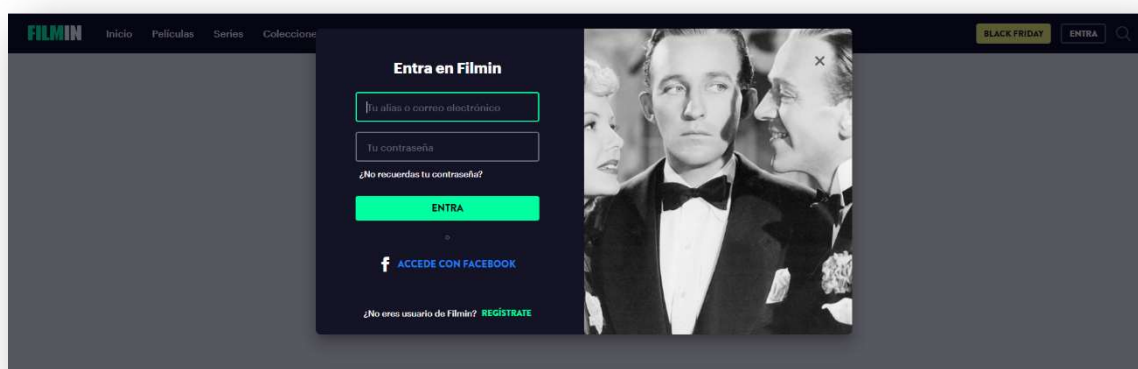 FILMIN Inicio Películas Series Coleccione BLACK FRIDAY ENTRA
Entra en Filmin
Tu alias o correo electrónico
Tu contraseña
¿No recuerdas tu contraseña?
ENTRA
o
f ACCEDE CON FACEBOOK
¿No eres usuario de Filmin? REGÍSTRATE